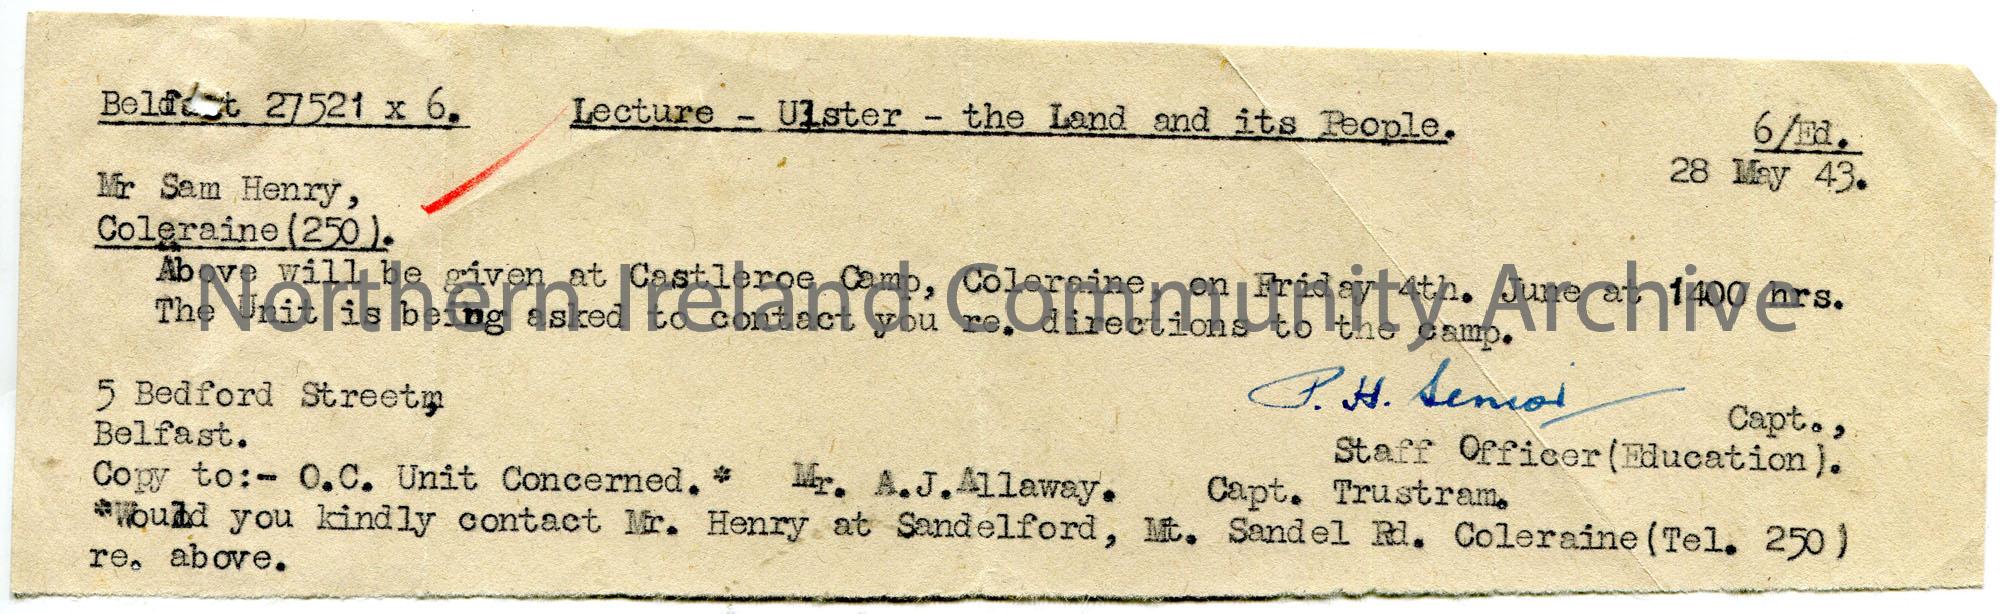 Belfast 27521 x 6. Lecture - Ulster - the Land and its People. 6/Ed.
28 May 43.
Mr Sam Henry,
Coleraine(250).
Above will be given at Castleroe Camp, Coleraine, on Friday 4th. June at 1400 hrs.
The Unit is being asked to contact you re. directions to the camp.
Northern Ireland Community Archive
P. H. Senior
5 Bedford Streetm, Capt.,
Belfast. Staff Officer(Education).
Copy to:- O.C. Unit Concerned.* Mr. A.J.Allaway. Capt. Trustram.
*Would you kindly contact Mr. Henry at Sandelford, Mt. Sandel Rd. Coleraine(Tel. 250)
re. above.